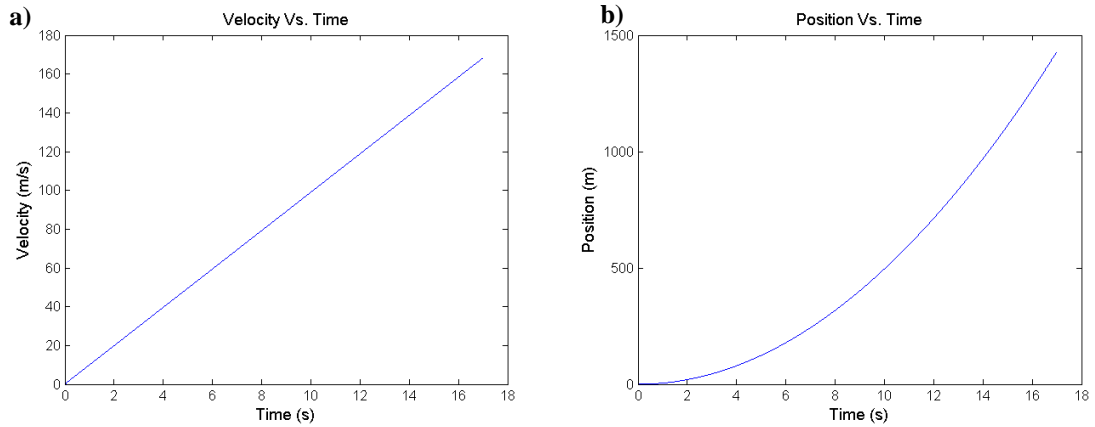 a)
Velocity Vs. Time
180
160
140
120
100
80
60
40
20
0
Velocity (m/s)
0 2 4 6 8 10 12 14 16 18
Time (s)
b)
Position Vs. Time
1500
1000
500
0
Position (m)
0 2 4 6 8 10 12 14 16 18
Time (s)